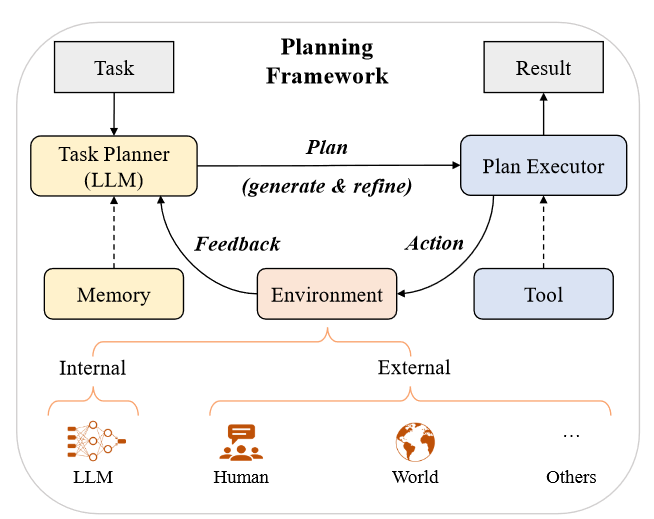 Planning
Framework
Task
Result
Task Planner
(LLM)
Plan
(generate & refine)
Plan Executor
Feedback
Action
Memory
Environment
Tool
Internal
External
LLM
Human
World
...
Others